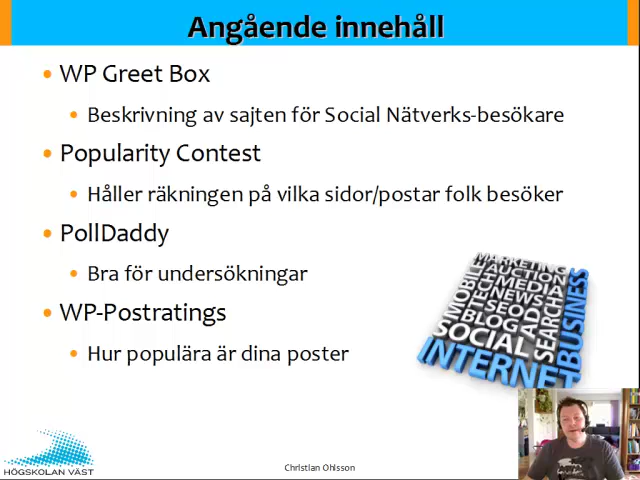 Angående innehåll
WP Greet Box
Beskrivning av sajten för Social Nätverks-besökare
Popularity Contest
Håller räkningen på vilka sidor/postar folk besöker
PollDaddy
Bra för undersökningar
WP-Postratings
Hur populära är dina poster
MARKETING
AUCTION
MOBILE
TECH
MEDIA
NEWS
SEO
BLOG
AD
SEARCH
SOCIAL
BUSINESS
INTERNET
HÖGSKOLAN VÄST
Christian Ohlsson